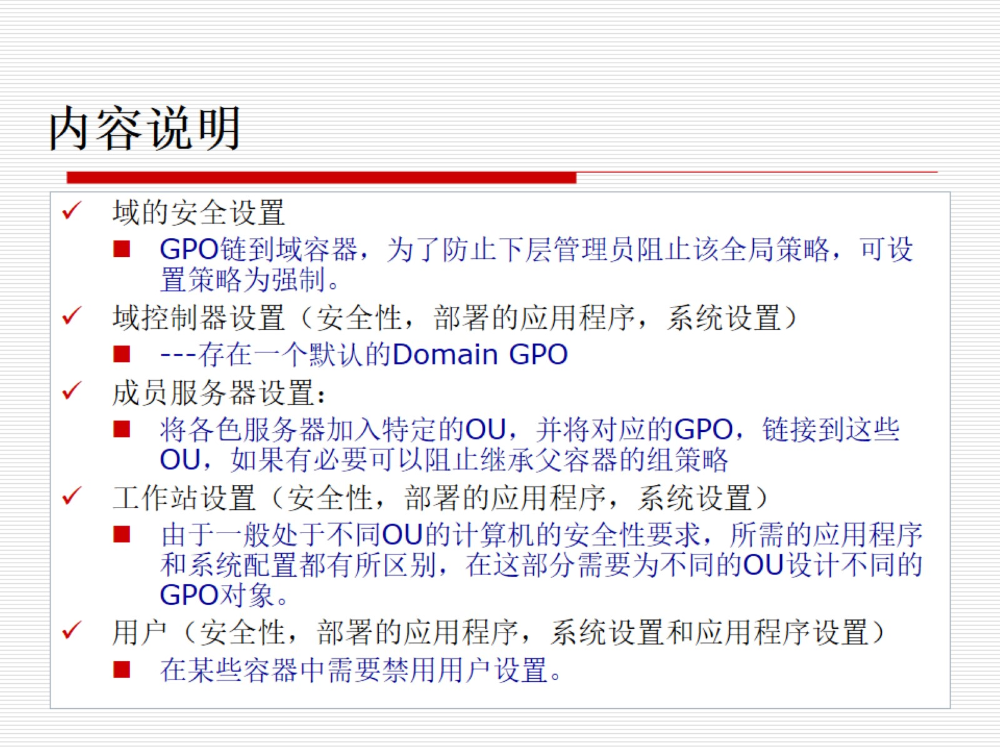 内容说明
域的安全设置
GPO链到域容器，为了防止下层管理员阻止该全局策略，可设
置策略为强制。
域控制器设置（安全性，部署的应用程序，系统设置）
---存在一个默认的Domain GPO
成员服务器设置：
将各色服务器加入特定的OU，并将对应的GPO，链接到这些
OU，如果有必要可以阻止继承父容器的组策略
工作站设置（安全性，部署的应用程序，系统设置）
由于一般处于不同OU的计算机的安全性要求，所需的应用程序
和系统配置都有所区别，在这部分需要为不同的OU设计不同的
GPO对象。
用户（安全性，部署的应用程序，系统设置和应用程序设置）
在某些容器中需要禁用用户设置。